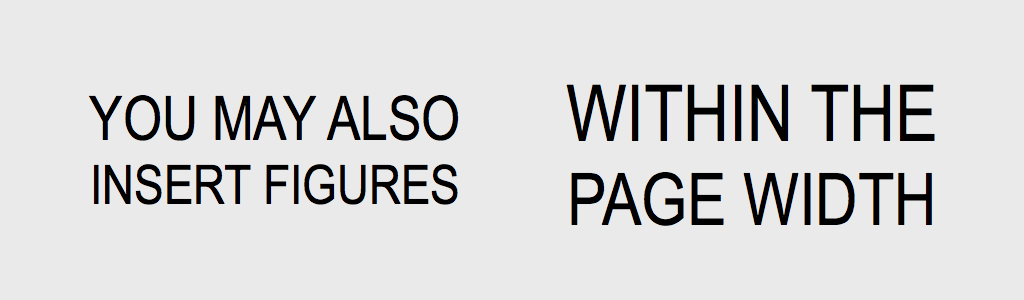 YOU MAY ALSO
INSERT FIGURES
WITHIN THE
PAGE WIDTH